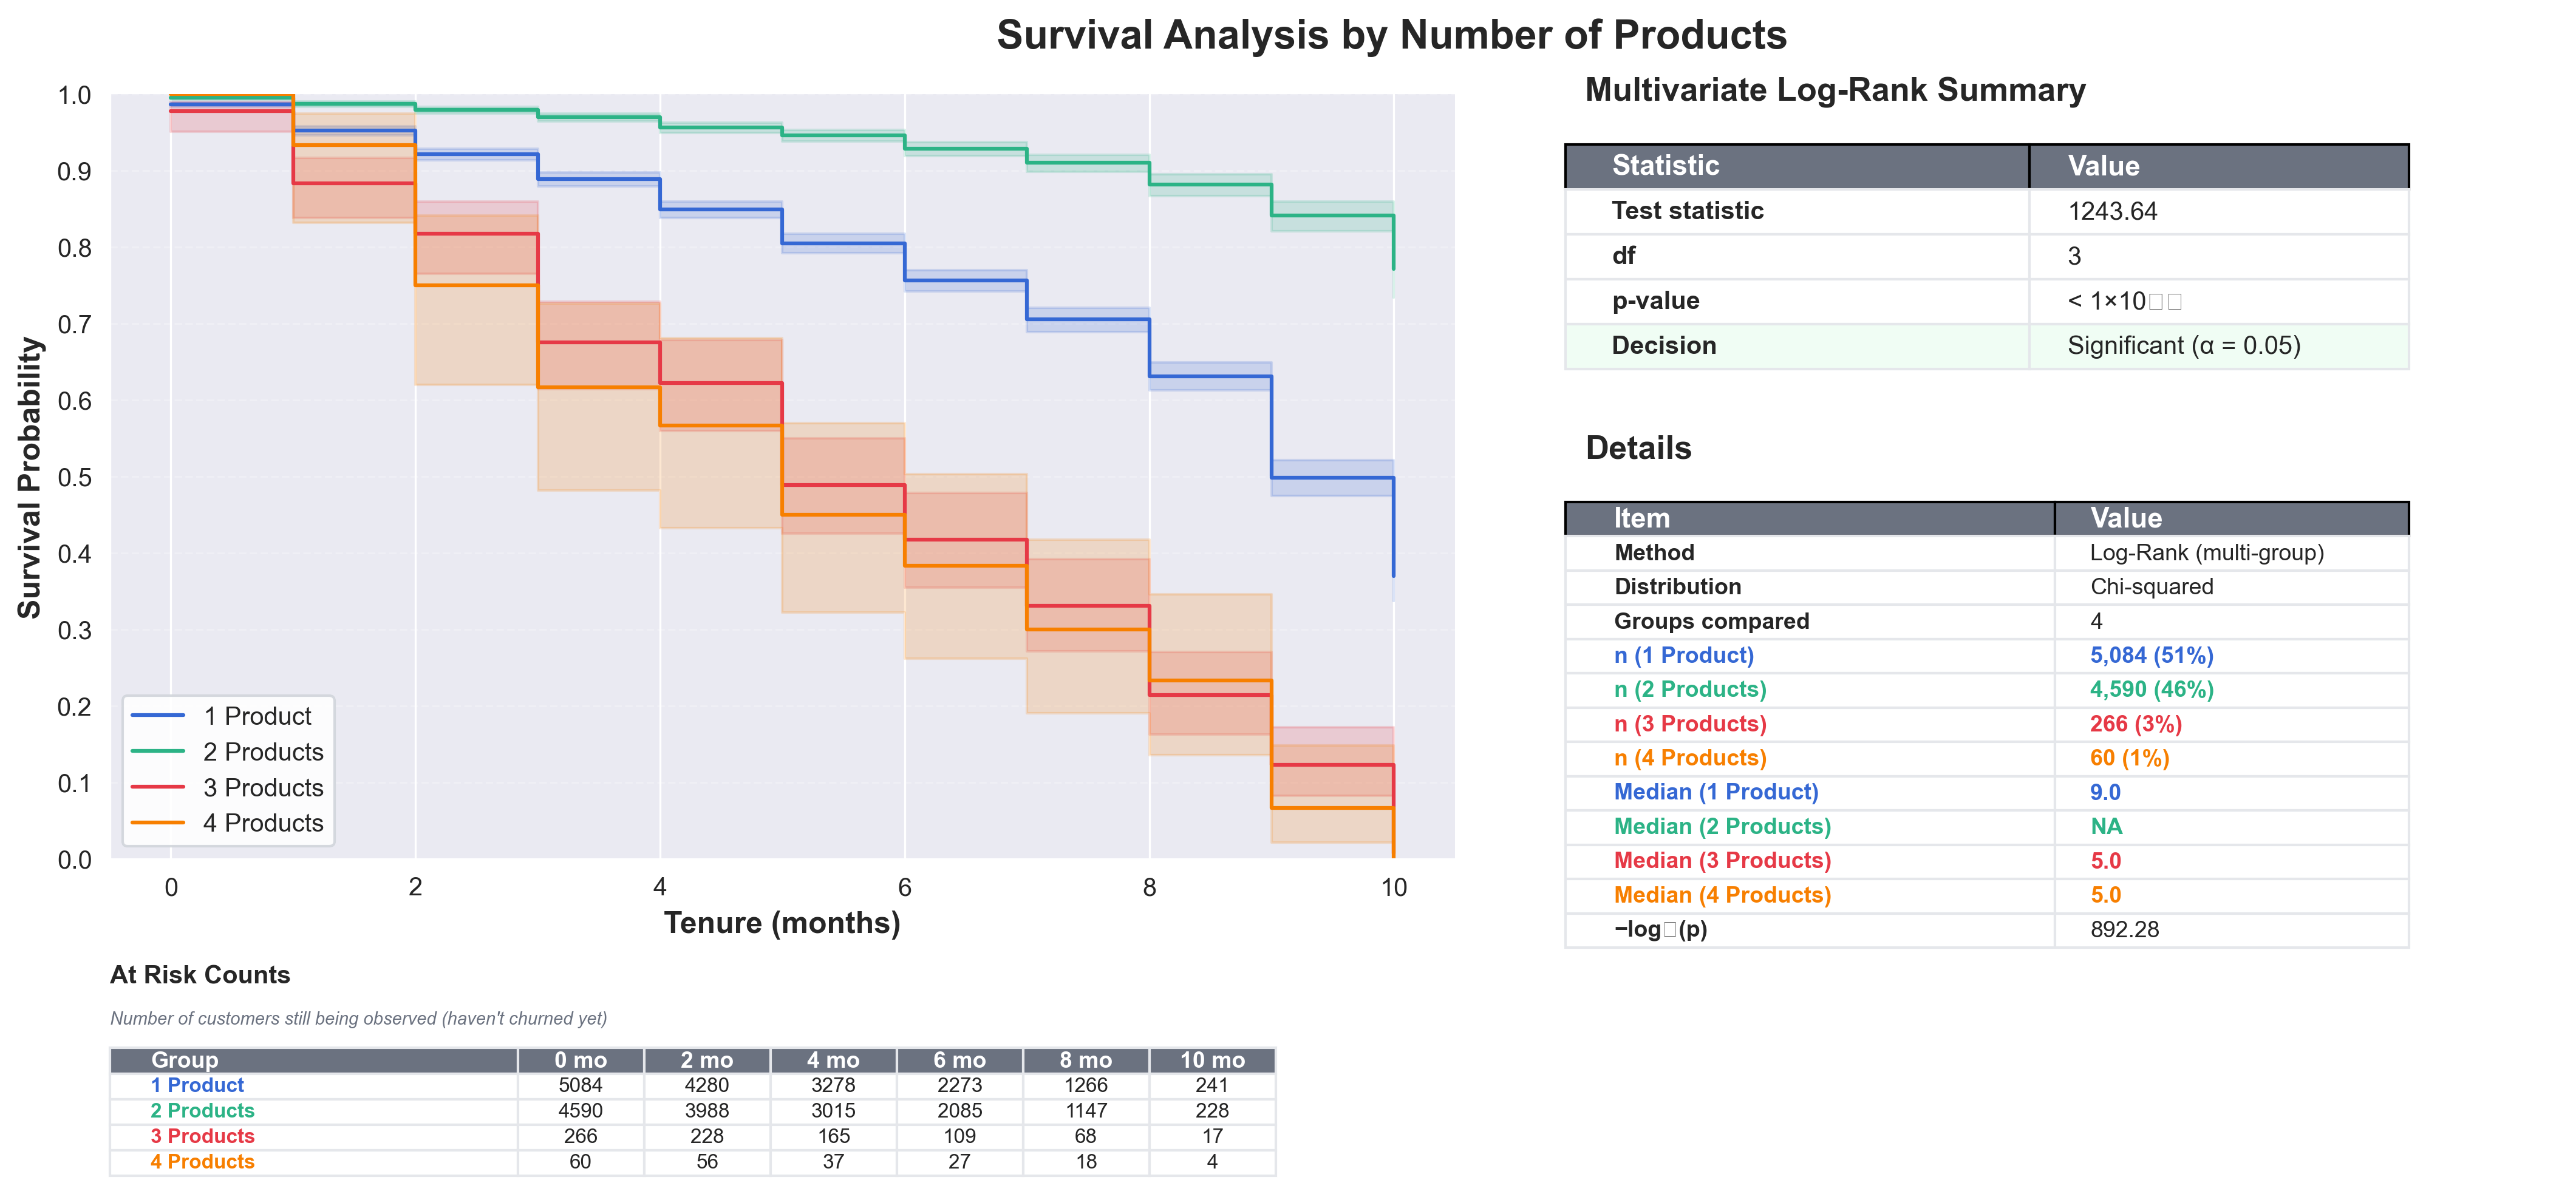 Survival Analysis by Number of Products
Survival Probability
1.0
0.9
0.8
0.7
0.6
0.5
0.4
0.3
0.2
0.1
0.0
1 Product
2 Products
3 Products
4 Products
0 2 4 6 8 10
Tenure (months)
At Risk Counts
Number of customers still being observed (haven't churned yet)
Group 0 mo 2 mo 4 mo 6 mo 8 mo 10 mo
1 Product 5084 4280 3278 2273 1266 241
2 Products 4590 3988 3015 2085 1147 228
3 Products 266 228 165 109 68 17
4 Products 60 56 37 27 18 4
Multivariate Log-Rank Summary
Statistic Value
Test statistic 1243.64
df 3
p-value < 1×10□□
Decision Significant (α = 0.05)
Details
Item Value
Method Log-Rank (multi-group)
Distribution Chi-squared
Groups compared 4
n (1 Product) 5,084 (51%)
n (2 Products) 4,590 (46%)
n (3 Products) 266 (3%)
n (4 Products) 60 (1%)
Median (1 Product) 9.0
Median (2 Products) NA
Median (3 Products) 5.0
Median (4 Products) 5.0
−log□(p) 892.28